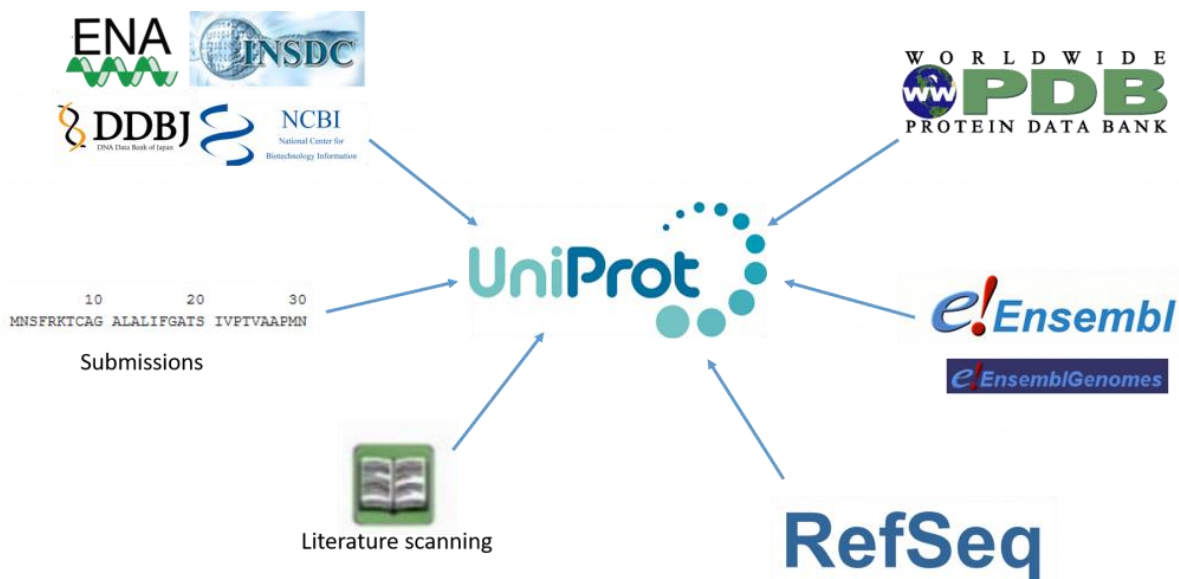 ENA
INSDC
DDBJ
DNA Data Bank of Japan
NCBI
National Center for
Biotechnology Information
WORLDWIDE
ww PDB
PROTEIN DATA BANK
UniProt
10 20 30
MNSFRKTCAG ALALIFGATS IVPTVAAPMN
Submissions
e!Ensembl
e!EnsemblGenomes
Literature scanning
RefSeq